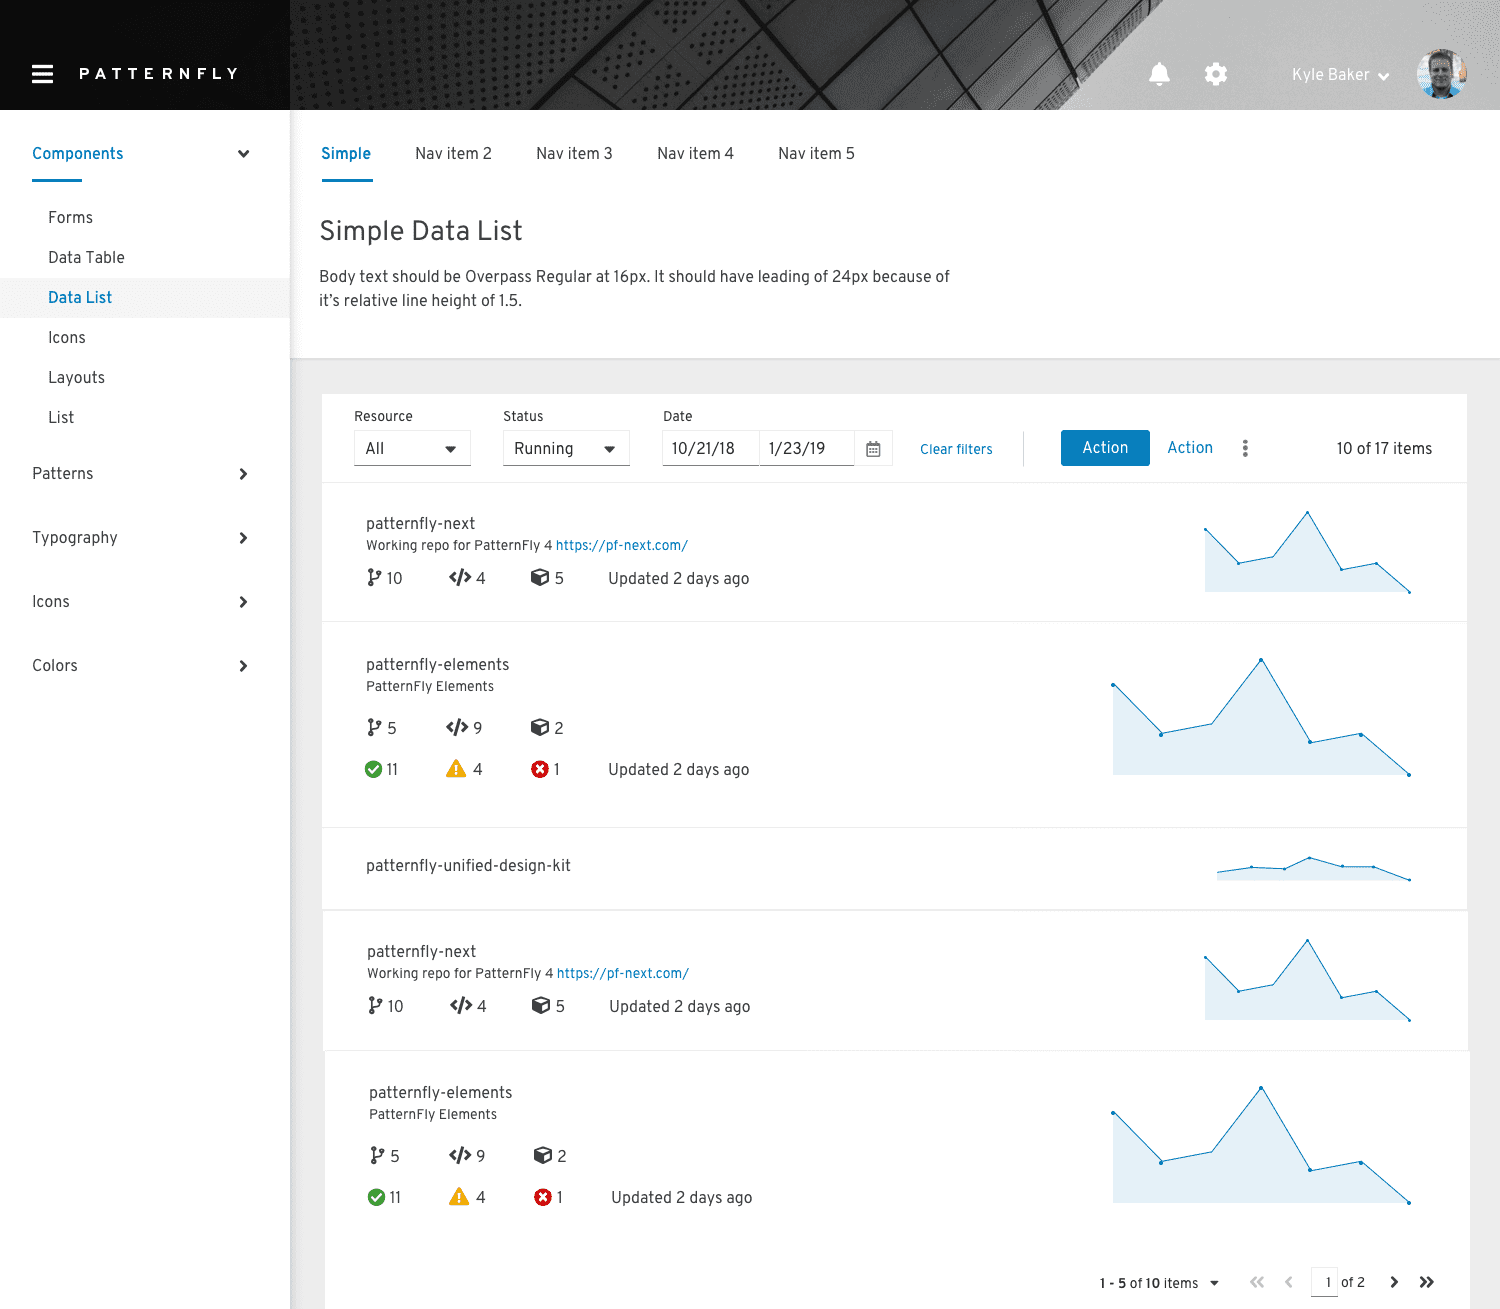 PATTERNFLY
Kyle Baker
Components
Forms
Data Table
Data List
Icons
Layouts
List
Patterns
Typography
Icons
Colors
Simple Nav item 2 Nav item 3 Nav item 4 Nav item 5
Simple Data List
Body text should be Overpass Regular at 16px. It should have leading of 24px because of
it’s relative line height of 1.5.
Resource Status Date
All Running 10/21/18 1/23/19 Clear filters Action Action 10 of 17 items
patternfly-next
Working repo for PatternFly 4 https://pf-next.com/
10 4 5 Updated 2 days ago
patternfly-elements
PatternFly Elements
5 9 2
11 4 1 Updated 2 days ago
patternfly-unified-design-kit
patternfly-next
Working repo for PatternFly 4 https://pf-next.com/
10 4 5 Updated 2 days ago
patternfly-elements
PatternFly Elements
5 9 2
11 4 1 Updated 2 days ago
1 - 5 of 10 items 1 of 2